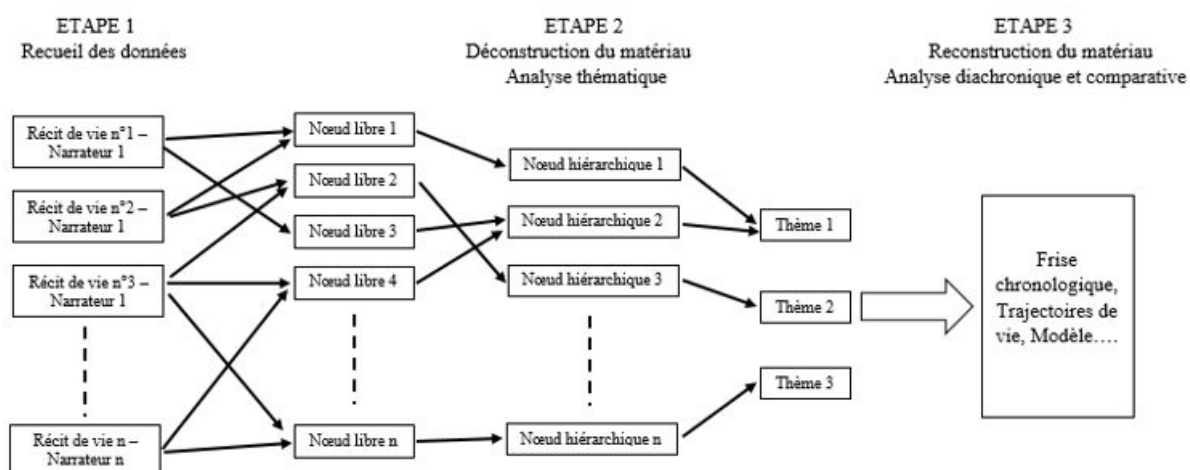 ETAPE 1
Recueil des données
ETAPE 2
Déconstruction du matériau
Analyse thématique
ETAPE 3
Reconstruction du matériau
Analyse diachronique et comparative
Récit de vie n°1 –
Narrateur 1
Récit de vie n°2 –
Narrateur 1
Récit de vie n°3 –
Narrateur 1
Récit de vie n –
Narrateur n
Nœud libre 1
Nœud libre 2
Nœud libre 3
Nœud libre 4
Nœud libre n
Nœud hiérarchique 1
Nœud hiérarchique 2
Nœud hiérarchique 3
Nœud hiérarchique n
Thème 1
Thème 2
Thème 3
Frise
chronologique,
Trajectoires de
vie, Modèle….